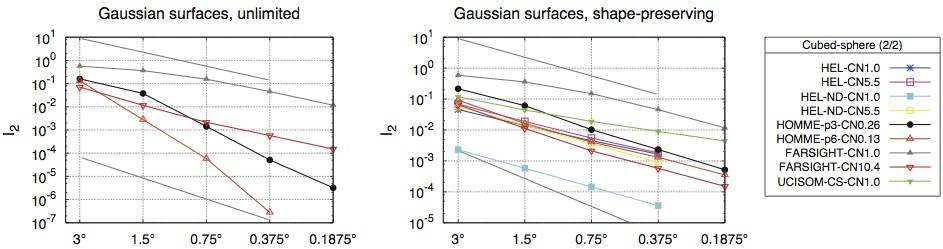 Gaussian surfaces, unlimited
10¹
10⁰
10⁻¹
10⁻²
10⁻³
10⁻⁴
10⁻⁵
10⁻⁶
10⁻⁷
l₂
3° 1.5° 0.75° 0.375° 0.1875°
Gaussian surfaces, shape-preserving
10¹
10⁰
10⁻¹
10⁻²
10⁻³
10⁻⁴
10⁻⁵
l₂
3° 1.5° 0.75° 0.375° 0.1875°
Cubed-sphere (2/2)
HEL-CN1.0
HEL-CN5.5
HEL-ND-CN1.0
HEL-ND-CN5.5
HOMME-p3-CN0.26
HOMME-p6-CN0.13
FARSIGHT-CN1.0
FARSIGHT-CN10.4
UCISOM-CS-CN1.0